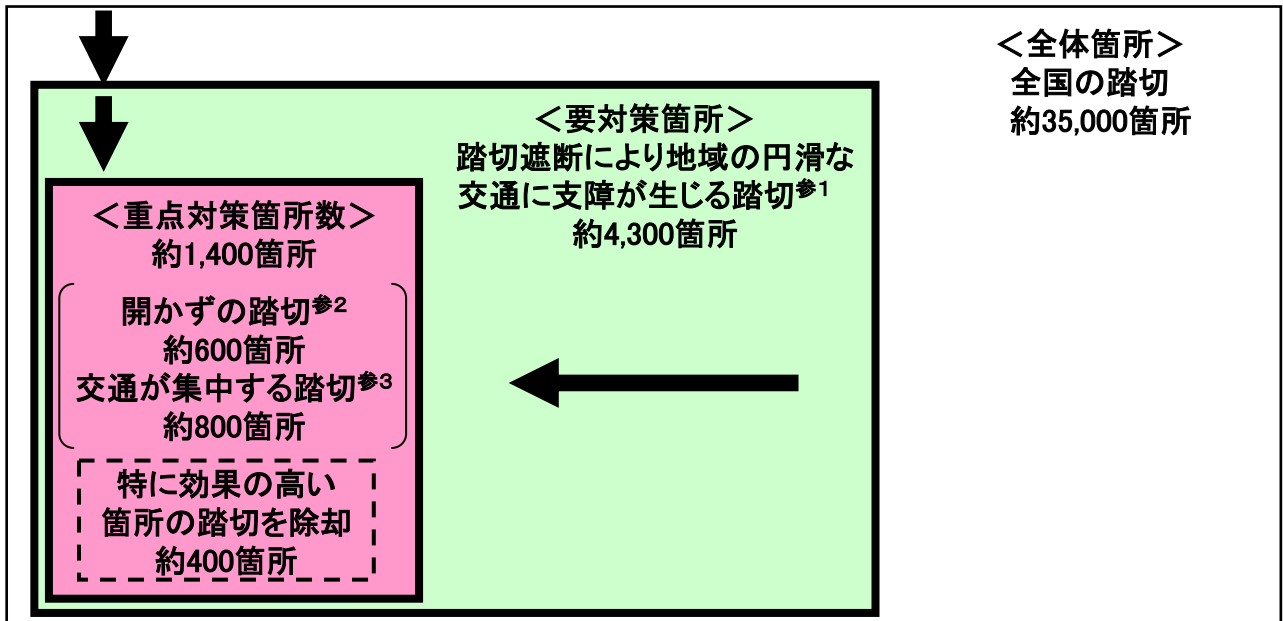 ＜全体箇所＞
全国の踏切
約35,000箇所
＜要対策箇所＞
踏切遮断により地域の円滑な
交通に支障が生じる踏切参1
約4,300箇所
＜重点対策箇所数＞
約1,400箇所
開かずの踏切参2
約600箇所
交通が集中する踏切参3
約800箇所
特に効果の高い
箇所の踏切を除却
約400箇所